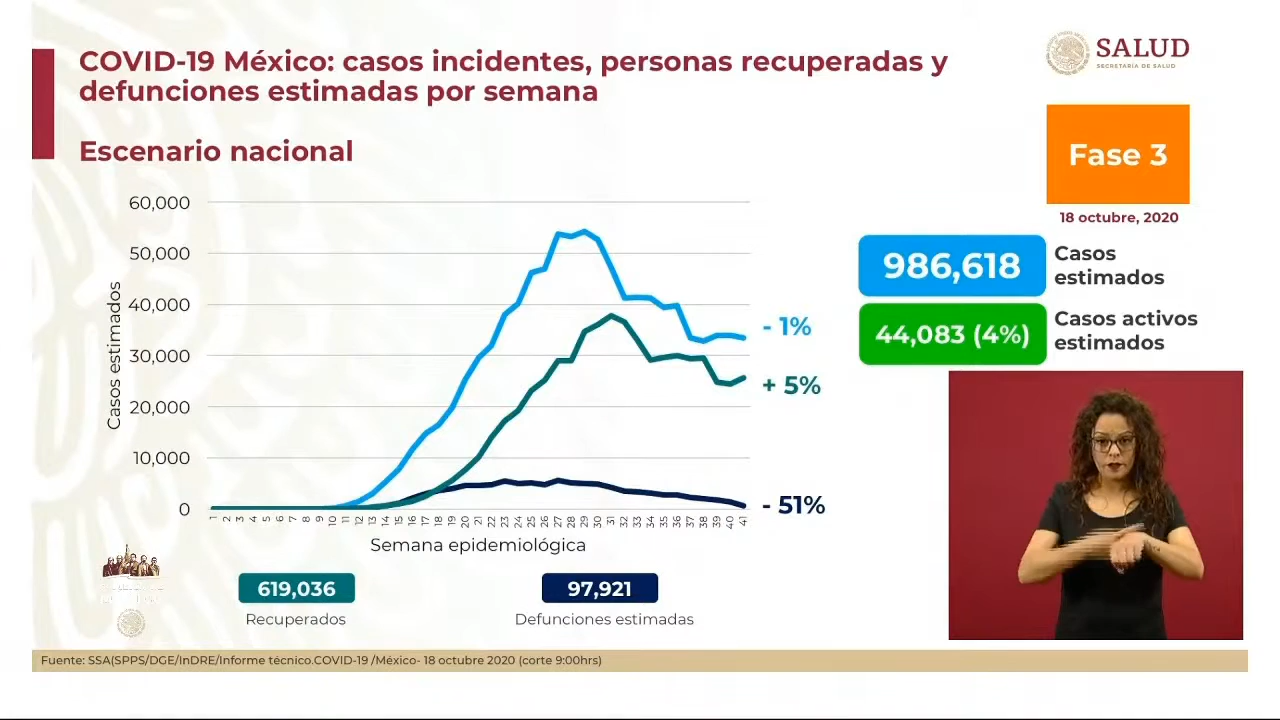 COVID-19 México: casos incidentes, personas recuperadas y
defunciones estimadas por semana
Escenario nacional
SALUD
SECRETARÍA DE SALUD
Fase 3
18 octubre, 2020
986,618
Casos
estimados
44,083 (4%)
Casos activos
estimados
Casos estimados
60,000
50,000
40,000
30,000
20,000
10,000
0
- 1%
+ 5%
- 51%
1 2 3 4 5 6 7 8 9 10 11 12 13 14 15 16 17 18 19 20 21 22 23 24 25 26 27 28 29 30 31 32 33 34 35 36 37 38 39 40 41
Semana epidemiológica
619,036
Recuperados
97,921
Defunciones estimadas
Fuente: SSA(SPPS/DGE/InDRE/Informe técnico.COVID-19 /México- 18 octubre 2020 (corte 9:00hrs)